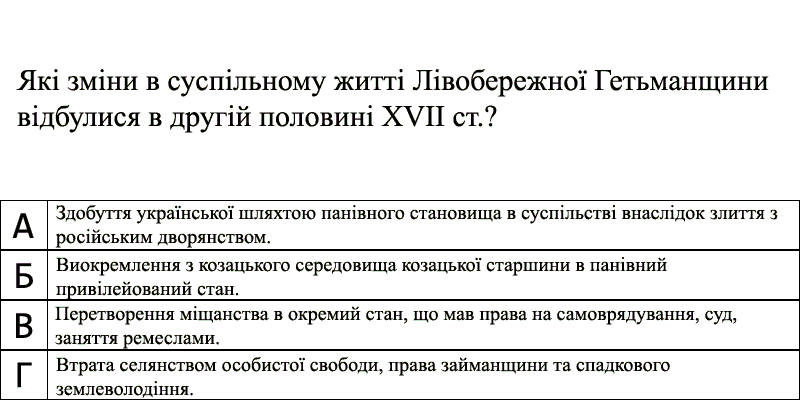 Які зміни в суспільному житті Лівобережної Гетьманщини
відбулися в другій половині XVII ст.?
А
Здобуття української шляхтою панівного становища в суспільстві внаслідок злиття з
російським дворянством.
Б
Виокремлення з козацького середовища козацької старшини в панівний
привілейований стан.
В
Перетворення міщанства в окремий стан, що мав права на самоврядування, суд,
заняття ремеслами.
Г
Втрата селянством особистої свободи, права займанщини та спадкового
землеволодіння.